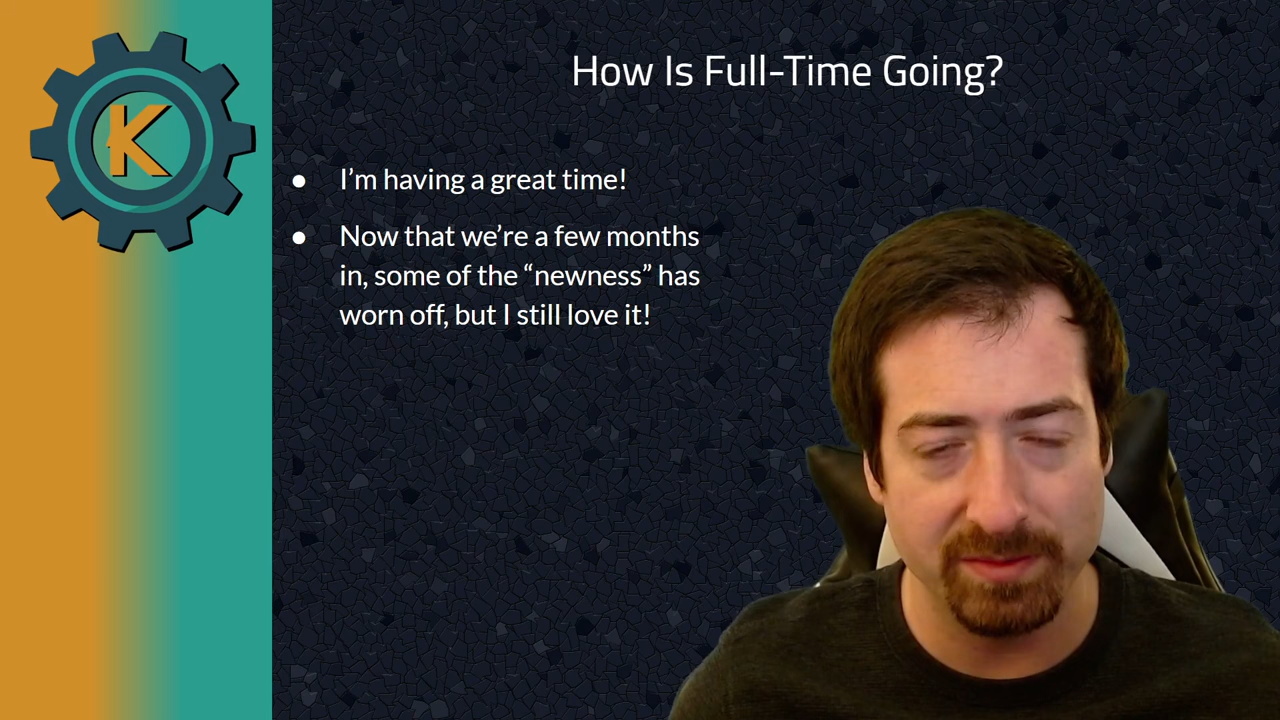 K
How Is Full-Time Going?
● I’m having a great time!
● Now that we’re a few months
in, some of the “newness” has
worn off, but I still love it!